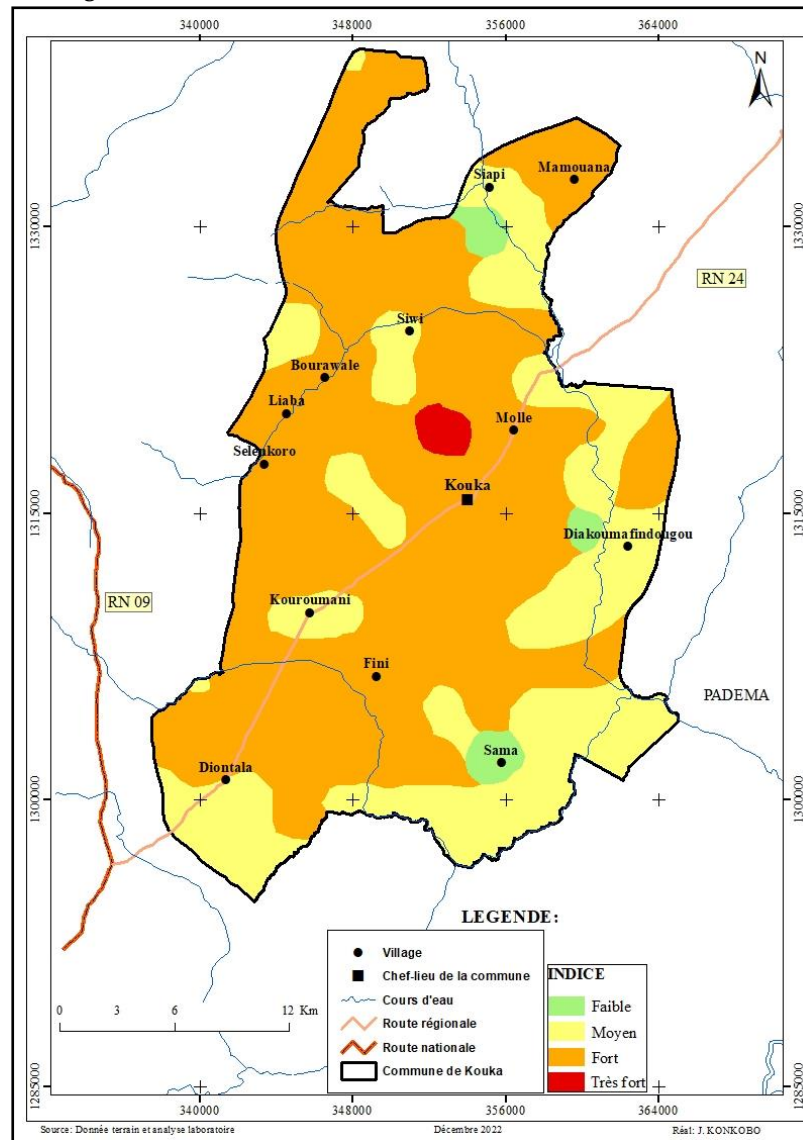 340000 348000 356000 364000
N
Mamouana
Siapi
1330000 1330000
RN 24
Siwi
Bourawale
Liaba
Molle
Selenkoro
Kouka
1315000 1315000
Diakoumafindougou
Kouroumani
RN 09
Fini
PADEMA
Sama
Diontala
1300000 1300000
LEGENDE:
Village
Chef-lieu de la commune
Cours d'eau
Route régionale
Route nationale
Commune de Kouka
INDICE
Faible
Moyen
Fort
Très fort
0 3 6 12 Km
1285000 1285000
340000 348000 356000 364000
Source: Donnée terrain et analyse laboratoire Décembre 2022 Réal: J. KONKOBO